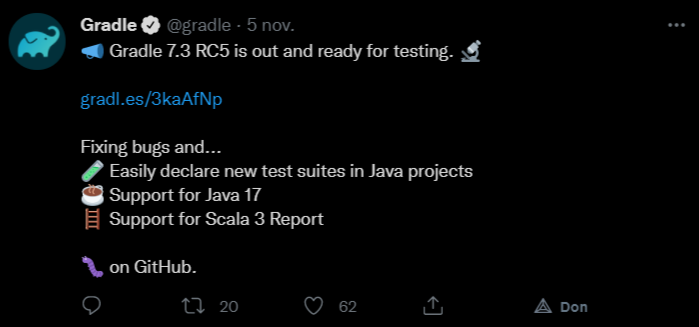 Gradle @gradle · 5 nov.
📣 Gradle 7.3 RC5 is out and ready for testing. 🔬
gradl.es/3kaAfNp
Fixing bugs and...
🧪 Easily declare new test suites in Java projects
☕ Support for Java 17
🪜 Support for Scala 3 Report
🐛 on GitHub.
20 62 Don